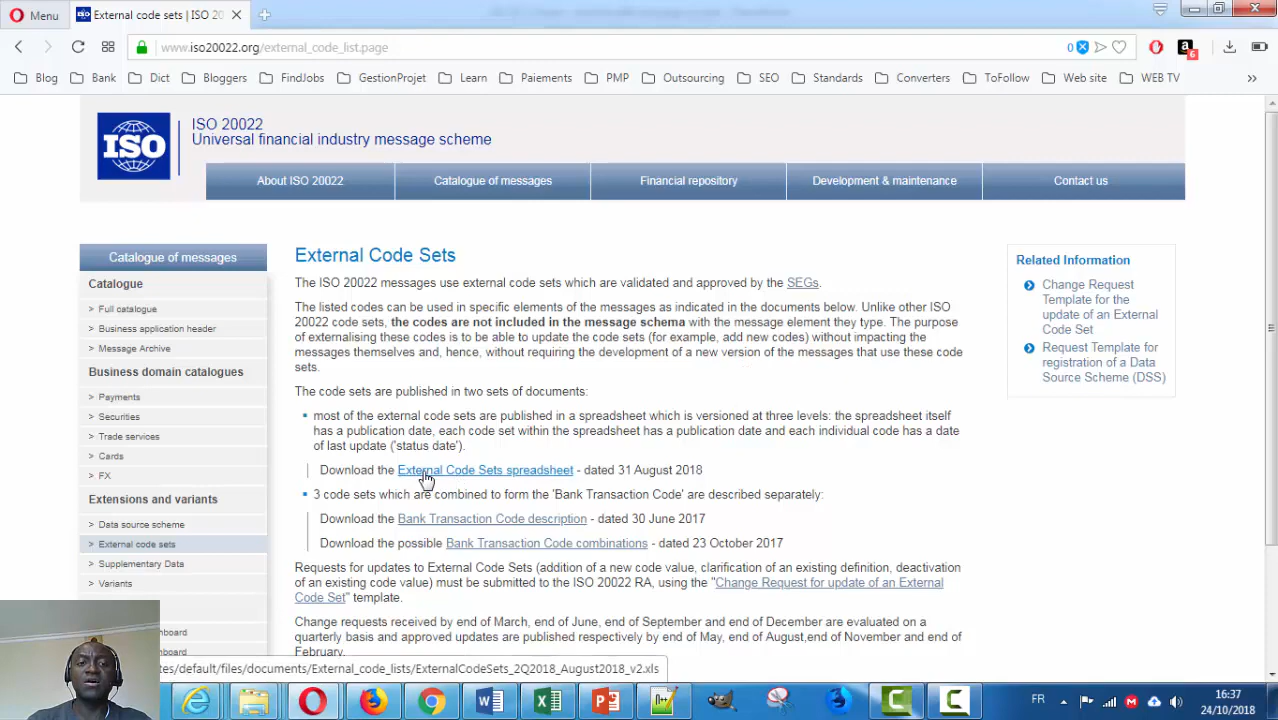 Menu
External code sets | ISO 20
www.iso20022.org/external_code_list.page
0
a
6
Blog
Bank
Dict
Bloggers
FindJobs
GestionProjet
Learn
Paiements
PMP
Outsourcing
SEO
Standards
Converters
ToFollow
Web site
WEB TV
»
ISO
ISO 20022
Universal financial industry message scheme
About ISO 20022
Catalogue of messages
Financial repository
Development & maintenance
Contact us
Catalogue of messages
Catalogue
> Full catalogue
> Business application header
> Message Archive
Business domain catalogues
> Payments
> Securities
> Trade services
> Cards
> FX
Extensions and variants
> Data source scheme
> External code sets
> Supplementary Data
> Variants
hboard
External Code Sets
The ISO 20022 messages use external code sets which are validated and approved by the SEGs.
The listed codes can be used in specific elements of the messages as indicated in the documents below. Unlike other ISO
20022 code sets, the codes are not included in the message schema with the message element they type. The purpose
of externalising these codes is to be able to update the code sets (for example, add new codes) without impacting the
messages themselves and, hence, without requiring the development of a new version of the messages that use these code
sets.
The code sets are published in two sets of documents:
most of the external code sets are published in a spreadsheet which is versioned at three levels: the spreadsheet itself
has a publication date, each code set within the spreadsheet has a publication date and each individual code has a date
of last update ('status date').
Download the External Code Sets spreadsheet - dated 31 August 2018
3 code sets which are combined to form the 'Bank Transaction Code' are described separately:
Download the Bank Transaction Code description - dated 30 June 2017
Download the possible Bank Transaction Code combinations - dated 23 October 2017
Requests for updates to External Code Sets (addition of a new code value, clarification of an existing definition, deactivation
of an existing code value) must be submitted to the ISO 20022 RA, using the "Change Request for update of an External
Code Set" template.
Change requests received by end of March, end of June, end of September and end of December are evaluated on a
quarterly basis and approved updates are published respectively by end of May, end of August,end of November and end of
February.
Related Information
Change Request
Template for the
update of an External
Code Set
Request Template for
registration of a Data
Source Scheme (DSS)
tes/default/files/documents/External_code_lists/ExternalCodeSets_2Q2018_August2018_v2.xls
FR
16:37
24/10/2018